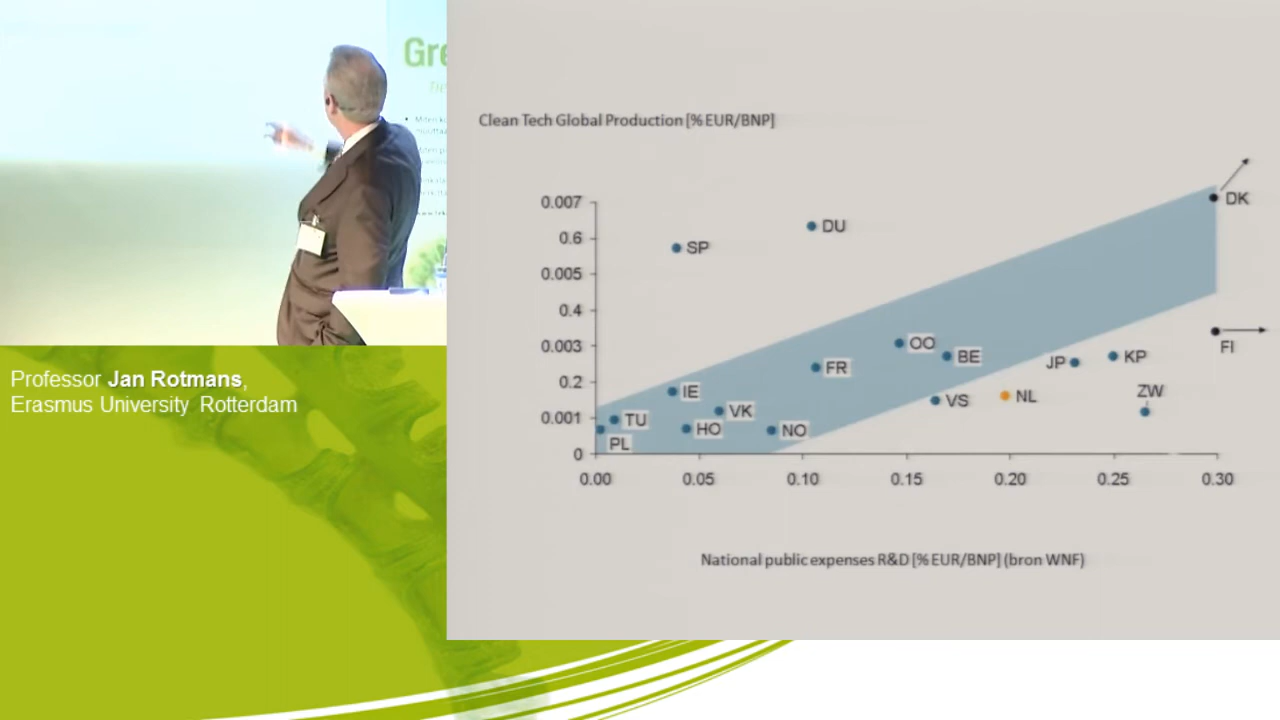 Gre
Professor Jan Rotmans,
Erasmus University Rotterdam
Clean Tech Global Production [% EUR/BNP]
0.007
0.6
0.005
0.4
0.003
0.2
0.001
0
DK
DU
SP
FI
OO
BE
JP
KP
FR
ZW
IE
VS
NL
TU
VK
HO
NO
PL
0.00 0.05 0.10 0.15 0.20 0.25 0.30
National public expenses R&D [% EUR/BNP] (bron WNF)